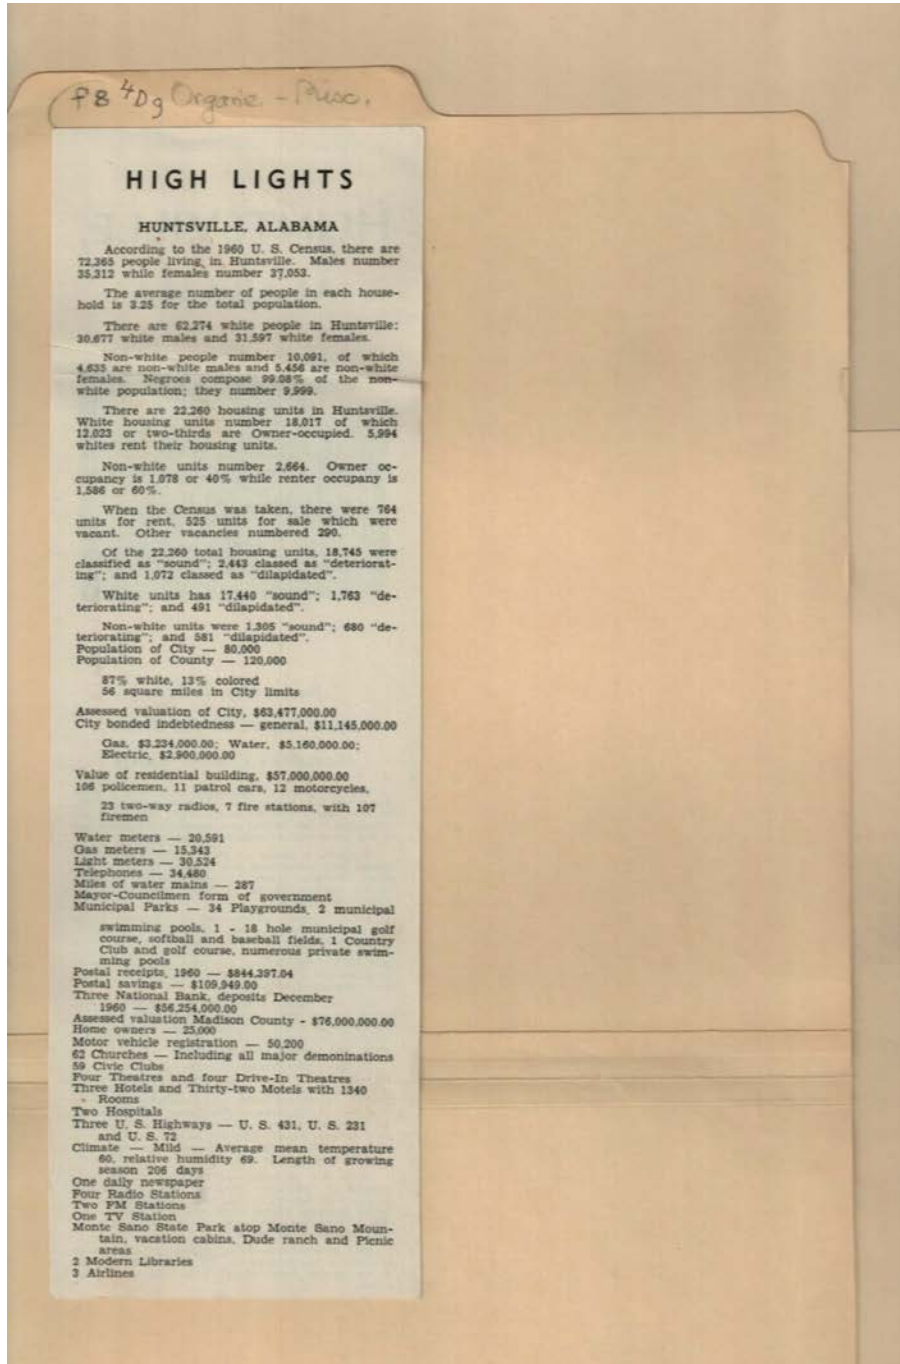 P8 4Dg Organic - Misc.
HIGH LIGHTS
HUNTSVILLE, ALABAMA
According to the 1960 U. S. Census, there are
72,365 people living in Huntsville. Males number
35,312 while females number 37,053.
The average number of people in each house-
hold is 3.25 for the total population.
There are 62,274 white people in Huntsville:
30,677 white males and 31,597 white females.
Non-white people number 10,091, of which
4,635 are non-white males and 5,456 are non-white
females. Negroes compose 99.08% of the non-
white population; they number 9,999.
There are 22,260 housing units in Huntsville.
White housing units number 18,017 of which
12,023 or two-thirds are Owner-occupied. 5,994
whites rent their housing units.
Non-white units number 2,664. Owner oc-
cupancy is 1,078 or 40% while renter occupany is
1,586 or 60%.
When the Census was taken, there were 764
units for rent, 525 units for sale which were
vacant. Other vacancies numbered 290.
Of the 22,260 total housing units, 18,745 were
classified as "sound"; 2,443 classed as "deteriorat-
ing"; and 1,072 classed as "dilapidated".
White units has 17,440 "sound"; 1,763 "de-
teriorating"; and 491 "dilapidated".
Non-white units were 1,305 "sound"; 680 "de-
teriorating"; and 581 "dilapidated".
Population of City — 80,000
Population of County — 120,000
87% white, 13% colored
56 square miles in City limits
Assessed valuation of City, $63,477,000.00
City bonded indebtedness — general, $11,145,000.00
Gas, $3,234,000.00; Water, $5,160,000.00;
Electric, $2,900,000.00
Value of residential building, $57,000,000.00
106 policemen, 11 patrol cars, 12 motorcycles,
23 two-way radios, 7 fire stations, with 107
firemen
Water meters — 20,591
Gas meters — 15,343
Light meters — 30,524
Telephones — 34,480
Miles of water mains — 287
Mayor-Councilmen form of government
Municipal Parks — 34 Playgrounds, 2 municipal
swimming pools, 1 - 18 hole municipal golf
course, softball and baseball fields, 1 Country
Club and golf course, numerous private swim-
ming pools
Postal receipts, 1960 — $844,397.04
Postal savings — $109,949.00
Three National Bank, deposits December
1960 — $56,254,000.00
Assessed valuation Madison County - $76,000,000.00
Home owners — 25,000
Motor vehicle registration — 50,200
62 Churches — Including all major demoninations
59 Civic Clubs
Four Theatres and four Drive-In Theatres
Three Hotels and Thirty-two Motels with 1340
Rooms
Two Hospitals
Three U. S. Highways — U. S. 431, U. S. 231
and U. S. 72
Climate — Mild — Average mean temperature
60, relative humidity 69. Length of growing
season 206 days
One daily newspaper
Four Radio Stations
Two FM Stations
One TV Station
Monte Sano State Park atop Monte Sano Moun-
tain, vacation cabins, Dude ranch and Picnic
areas
2 Modern Libraries
3 Airlines